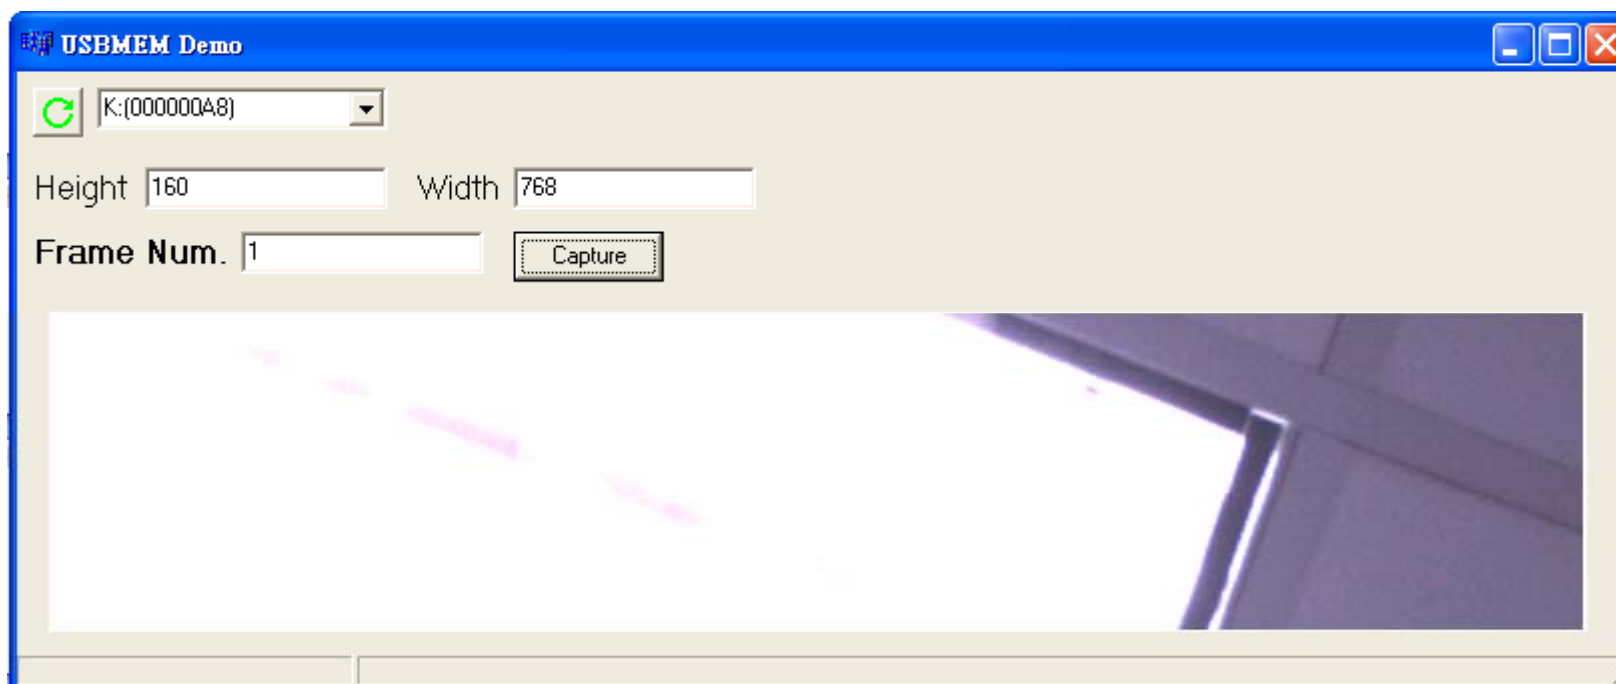 USBMEM Demo
K:(000000A8)
Height 160 Width 768
Frame Num. 1 Capture